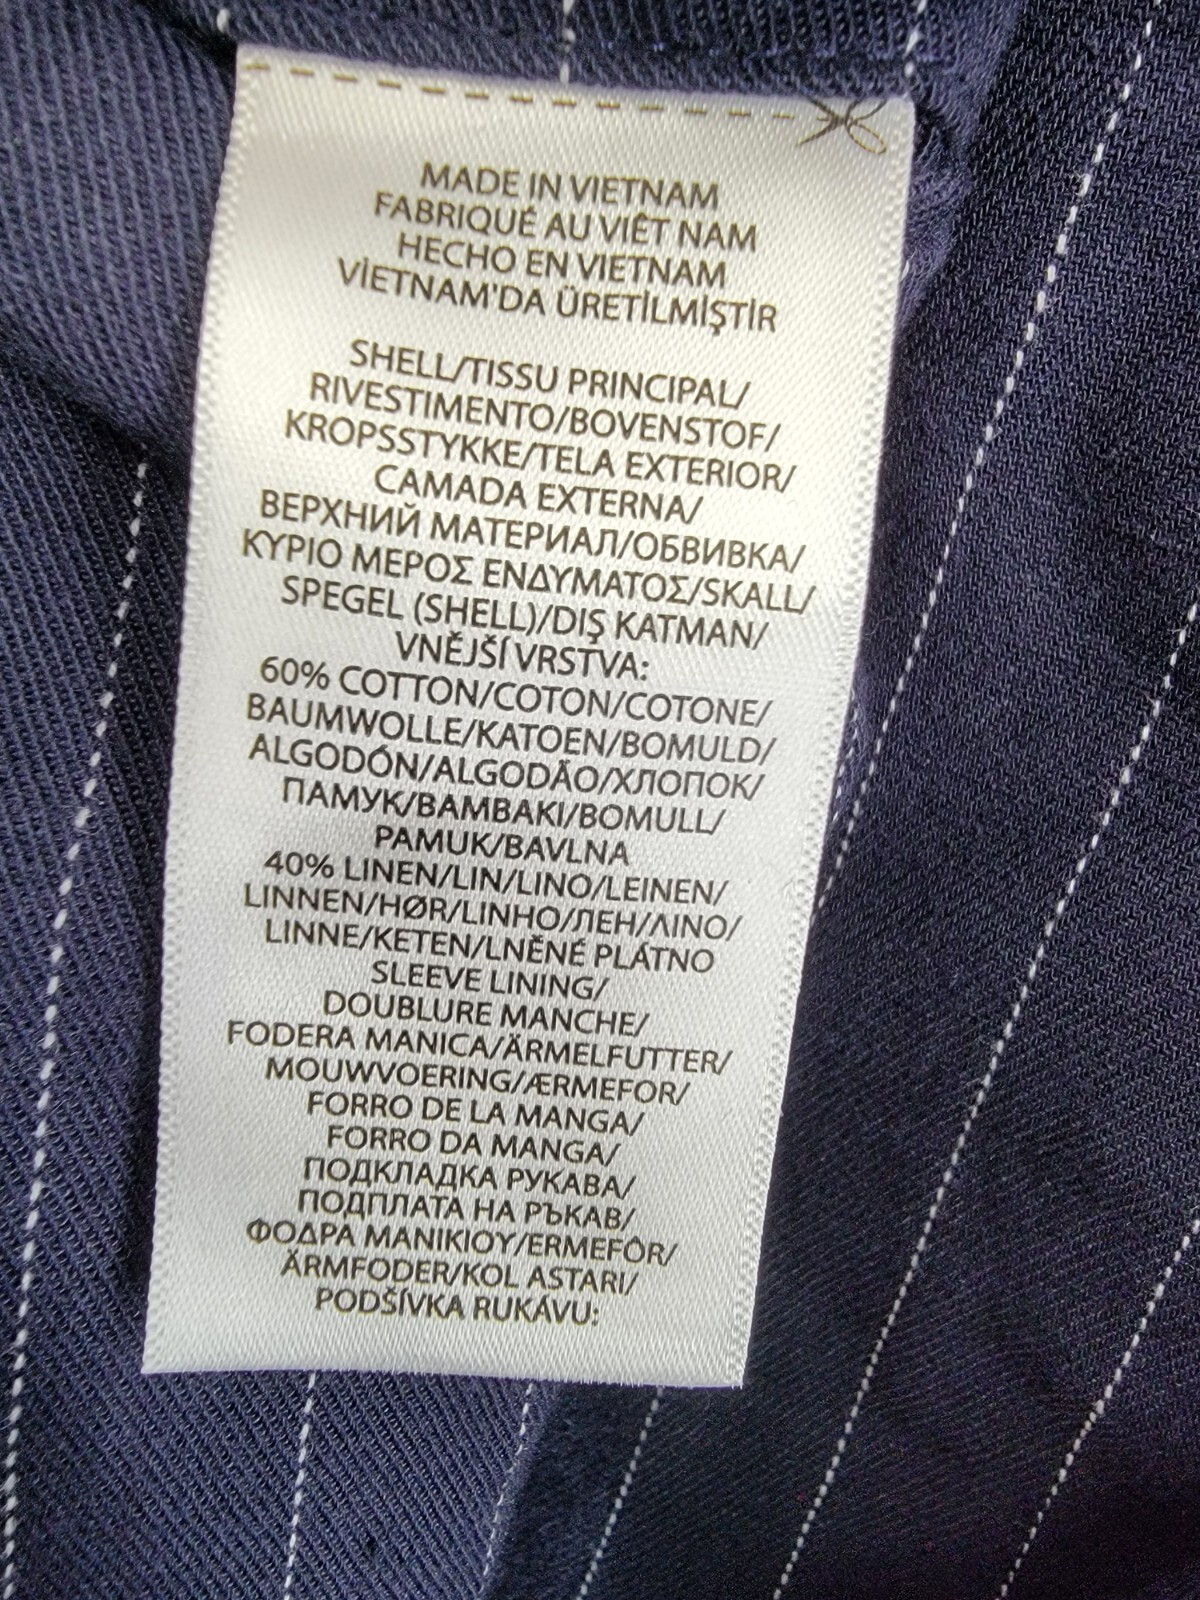 MADE IN VIETNAM
FABRIQUÉ AU VIÊT NAM
HECHO EN VIETNAM
VİETNAM'DA ÜRETİLMİŞTİR
SHELL/TISSU PRINCIPAL/
RIVESTIMENTO/BOVENSTOF/
KROPSSTYKKE/TELA EXTERIOR/
CAMADA EXTERNA/
ВЕРХНИЙ МАТЕРИАЛ/ОБВИВКА/
ΚΥΡΙΟ ΜΕΡΟΣ ΕΝΔΥΜΑΤΟΣ/SKALL/
SPEGEL (SHELL)/DIŞ KATMAN/
VNĚJŠÍ VRSTVA:
60% COTTON/COTON/COTONE/
BAUMWOLLE/KATOEN/BOMULD/
ALGODÓN/ALGODÃO/ХЛОПОК/
ПАМУК/ΒΑΜΒΑΚΙ/BOMULL/
PAMUK/BAVLNA
40% LINEN/LIN/LINO/LEINEN/
LINNEN/HØR/LINHO/ЛЕН/ΛΙΝΟ/
LINNE/KETEN/LNĚNÉ PLÁTNO
SLEEVE LINING/
DOUBLURE MANCHE/
FODERA MANICA/ÄRMELFUTTER/
MOUWVOERING/ÆRMEFOR/
FORRO DE LA MANGA/
FORRO DA MANGA/
ПОДКЛАДКА РУКАВА/
ПОДПЛАТА НА РЪКАВ/
ΦΟΔΡΑ ΜΑΝΙΚΙΟΥ/ERMEFÔR/
ÄRMFODER/KOL ASTARI/
PODŠÍVKA RUKÁVU: